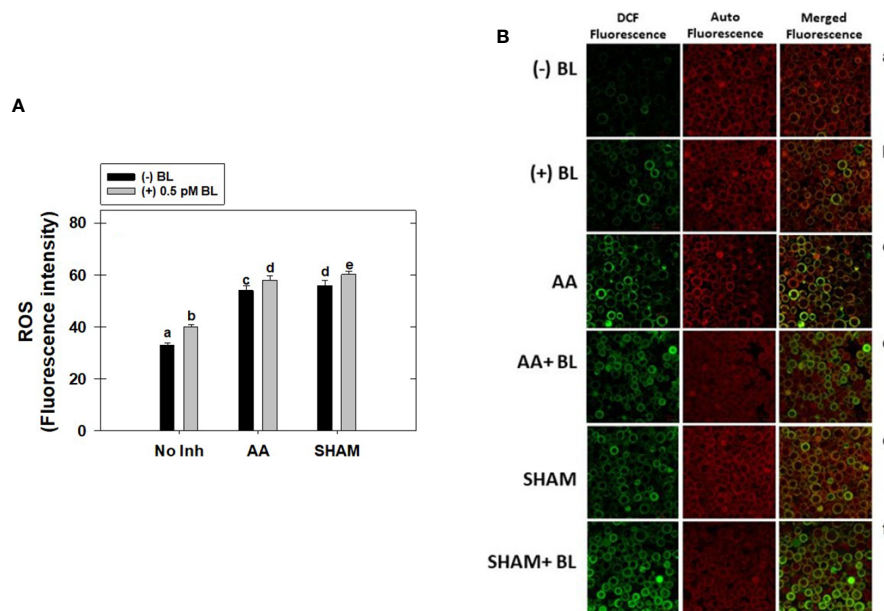 A
(-) BL
(+) 0.5 pM BL
ROS
(Fluorescence intensity)
80
60
40
20
0
a
b
c
d
d
e
No Inh
AA
SHAM
B
DCF
Fluorescence
Auto
Fluorescence
Merged
Fluorescence
(-) BL
(+) BL
AA
AA+ BL
SHAM
SHAM+ BL